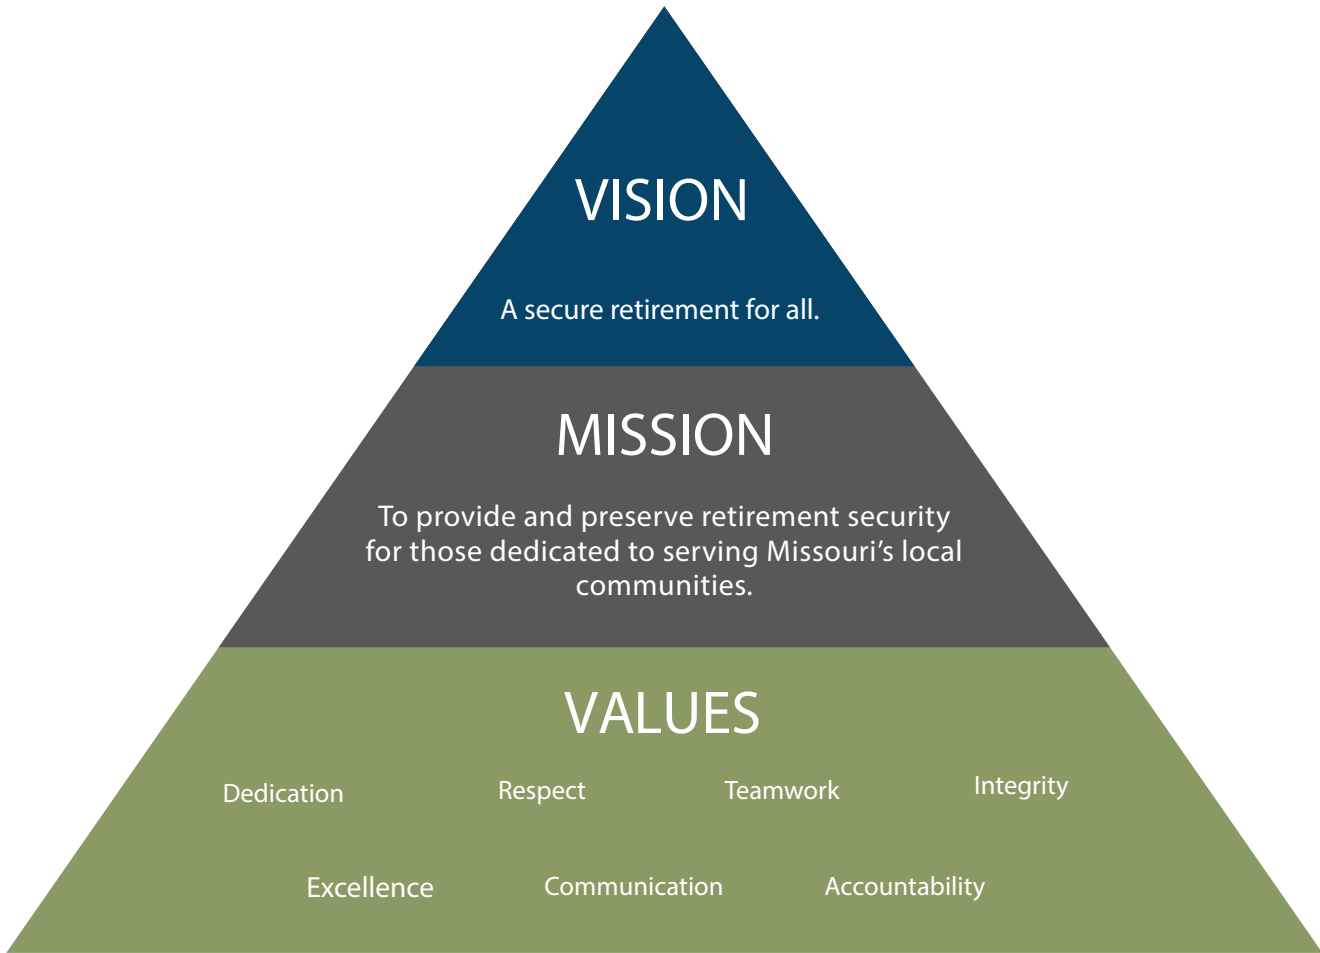 VISION
A secure retirement for all.
MISSION
To provide and preserve retirement security
for those dedicated to serving Missouri’s local
communities.
VALUES
Dedication Respect Teamwork Integrity
Excellence Communication Accountability